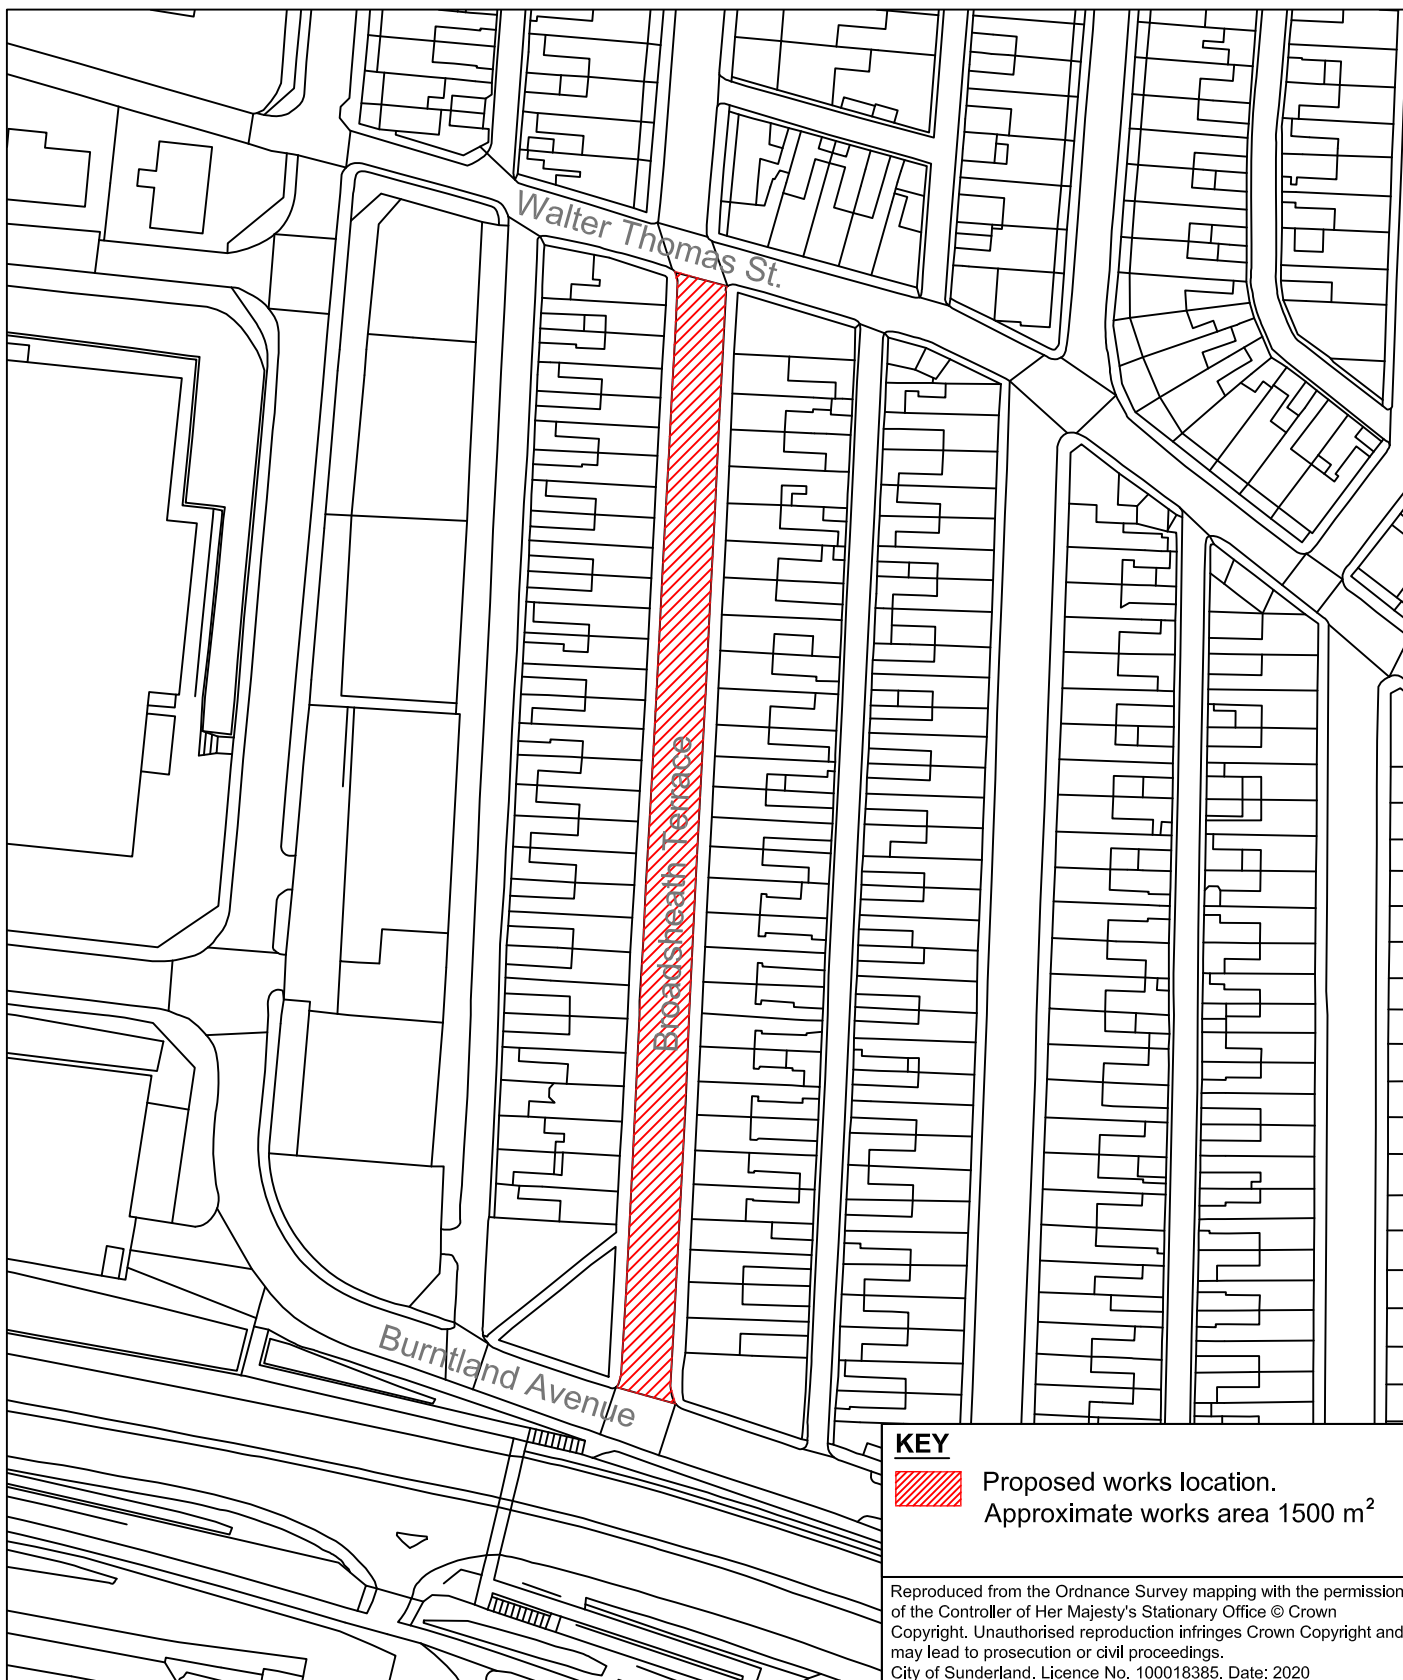 Walter Thomas St.
Broadsheath Terrace
Burntland Avenue
KEY
Proposed works location.
Approximate works area 1500 m²
Reproduced from the Ordnance Survey mapping with the permission
of the Controller of Her Majesty's Stationary Office © Crown
Copyright. Unauthorised reproduction infringes Crown Copyright and
may lead to prosecution or civil proceedings.
City of Sunderland. Licence No. 100018385. Date: 2020